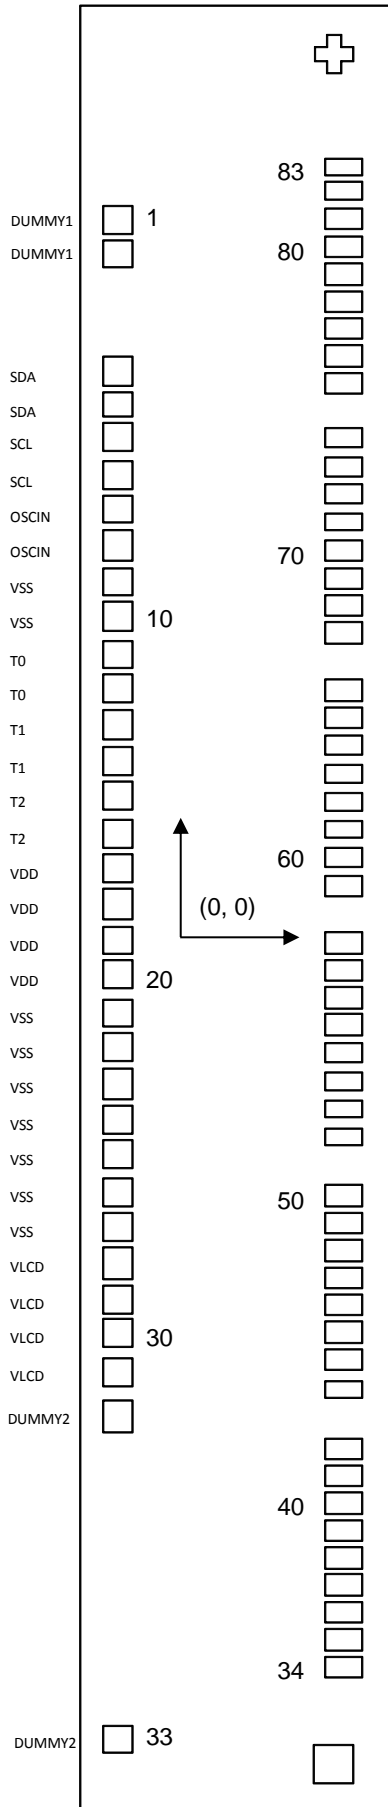 83
DUMMY1 1
DUMMY1 80
SDA
SDA
SCL
SCL
OSCIN
OSCIN 70
VSS
VSS 10
T0
T0
T1
T1
T2
T2
60
VDD
VDD (0, 0)
VDD
VDD 20
VSS
VSS
VSS
VSS
VSS
VSS 50
VSS
VLCD
VLCD
VLCD 30
VLCD
DUMMY2
40
34
DUMMY2 33